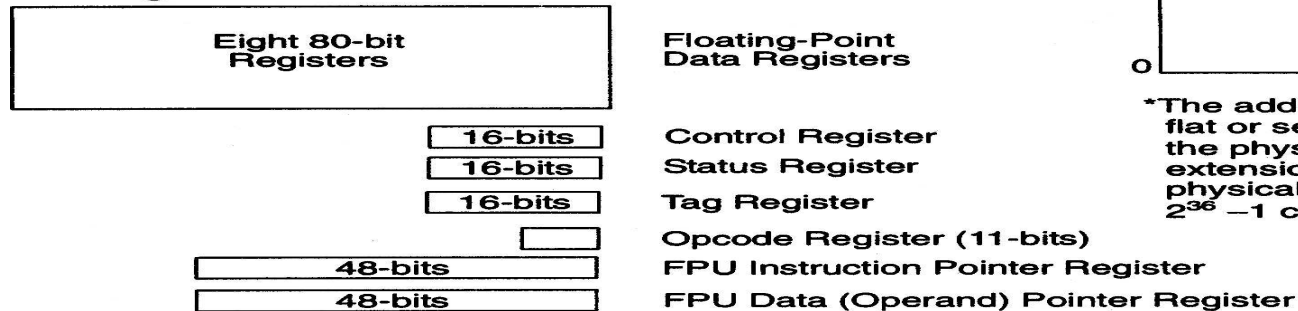 Eight 80-bit
Registers
Floating-Point
Data Registers
0
16-bits
Control Register
16-bits
Status Register
16-bits
Tag Register
Opcode Register (11-bits)
48-bits
FPU Instruction Pointer Register
48-bits
FPU Data (Operand) Pointer Register
*The add
flat or se
the phys
extensio
physical
2³⁶ –1 c